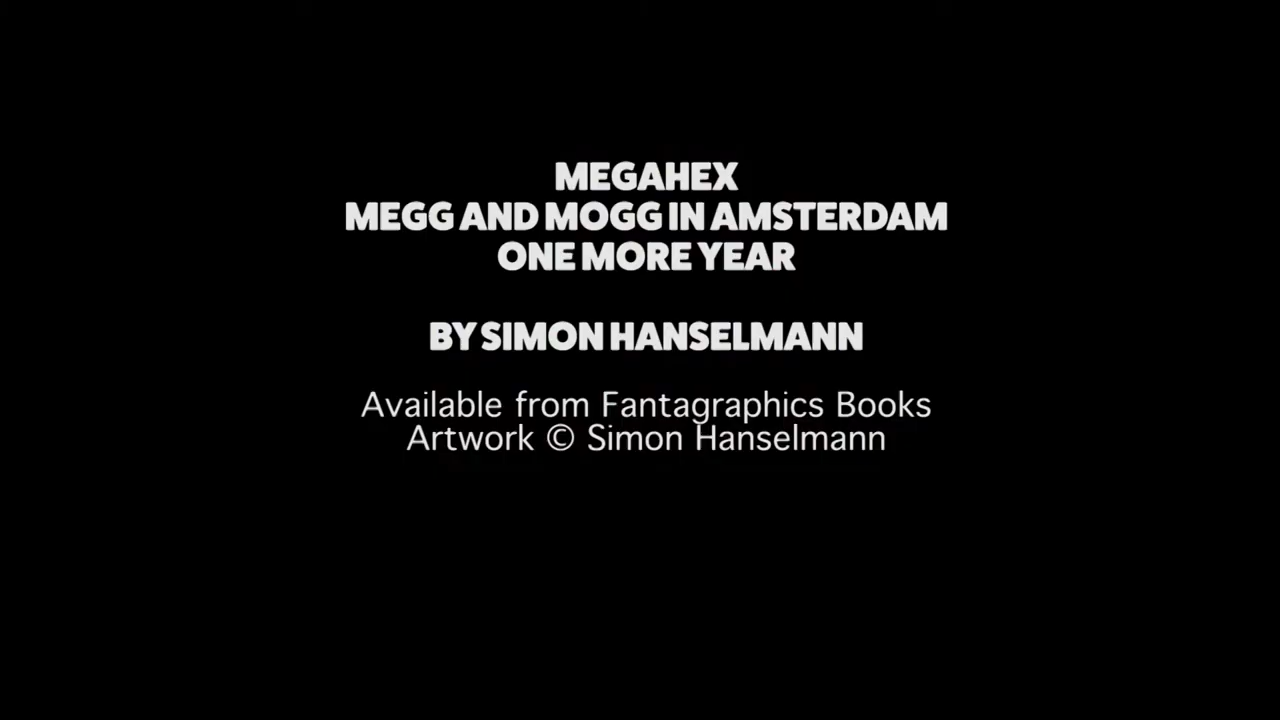 MEGAHEX
MEGG AND MOGG IN AMSTERDAM
ONE MORE YEAR
BY SIMON HANSELMANN
Available from Fantagraphics Books
Artwork © Simon Hanselmann